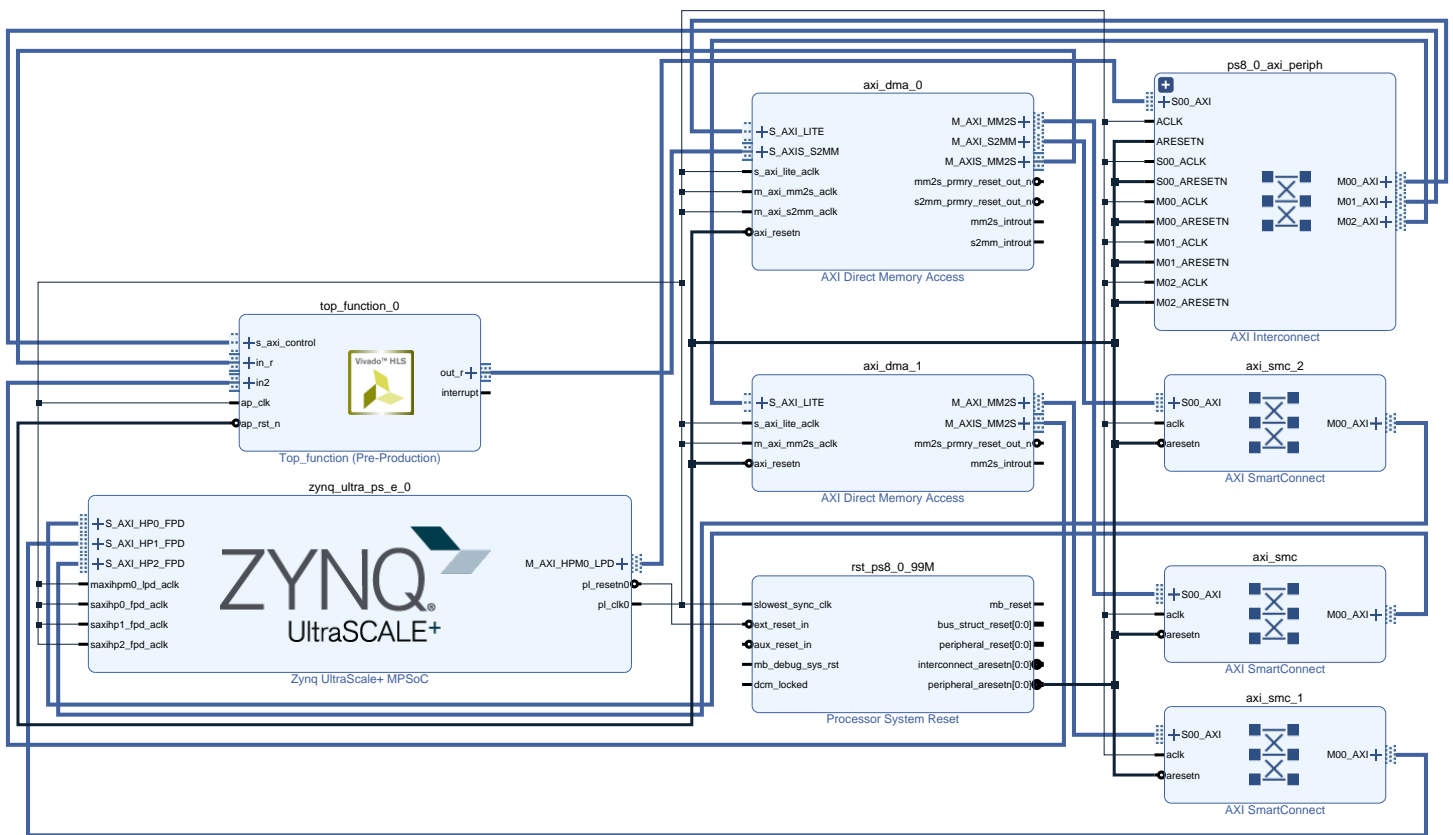 axi_dma_0
S_AXI_LITE
S_AXIS_S2MM
s_axi_lite_aclk
m_axi_mm2s_aclk
m_axi_s2mm_aclk
axi_resetn
M_AXI_MM2S
M_AXI_S2MM
M_AXIS_MM2S
mm2s_prmry_reset_out_n
s2mm_prmry_reset_out_n
mm2s_introut
s2mm_introut
AXI Direct Memory Access
ps8_0_axi_periph
S00_AXI
ACLK
ARESETN
S00_ACLK
S00_ARESETN
M00_ACLK
M00_ARESETN
M01_ACLK
M01_ARESETN
M02_ACLK
M02_ARESETN
M00_AXI
M01_AXI
M02_AXI
AXI Interconnect
top_function_0
s_axi_control
in_r
in2
ap_clk
ap_rst_n
Vivado™ HLS
out_r
interrupt
Top_function (Pre-Production)
axi_dma_1
S_AXI_LITE
s_axi_lite_aclk
m_axi_mm2s_aclk
axi_resetn
M_AXI_MM2S
M_AXIS_MM2S
mm2s_prmry_reset_out_n
mm2s_introut
AXI Direct Memory Access
axi_smc_2
S00_AXI
aclk
aresetn
M00_AXI
AXI SmartConnect
zynq_ultra_ps_e_0
S_AXI_HP0_FPD
S_AXI_HP1_FPD
S_AXI_HP2_FPD
maxihpm0_lpd_aclk
saxihp0_fpd_aclk
saxihp1_fpd_aclk
saxihp2_fpd_aclk
ZYNQ®
UltraSCALE+
M_AXI_HPM0_LPD
pl_resetn0
pl_clk0
Zynq UltraScale+ MPSoC
rst_ps8_0_99M
slowest_sync_clk
ext_reset_in
aux_reset_in
mb_debug_sys_rst
dcm_locked
mb_reset
bus_struct_reset[0:0]
peripheral_reset[0:0]
interconnect_aresetn[0:0]
peripheral_aresetn[0:0]
Processor System Reset
axi_smc
S00_AXI
aclk
aresetn
M00_AXI
AXI SmartConnect
axi_smc_1
S00_AXI
aclk
aresetn
M00_AXI
AXI SmartConnect